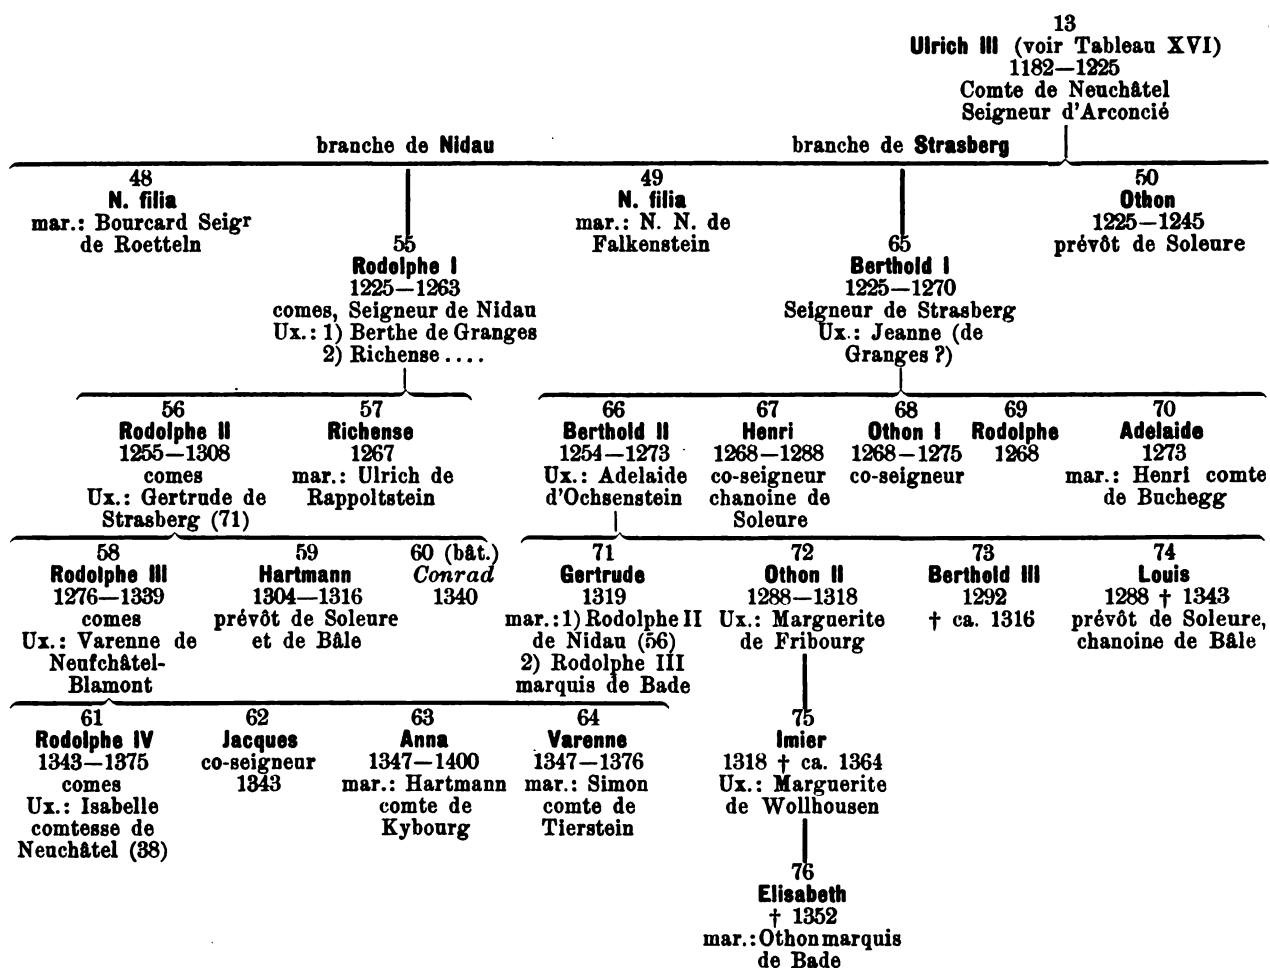 13
Ulrich III (voir Tableau XVI)
1182—1225
Comte de Neuchâtel
Seigneur d'Arconcié
branche de Nidau
branche de Strasberg
48
N. filia
mar.: Bourcard Seigr
de Roetteln
49
N. filia
mar.: N. N. de
Falkenstein
50
Othon
1225—1245
prévôt de Soleure
55
Rodolphe I
1225—1263
comes, Seigneur de Nidau
Ux.: 1) Berthe de Granges
2) Richense ....
65
Berthold I
1225—1270
Seigneur de Strasberg
Ux.: Jeanne (de
Granges ?)
56
Rodolphe II
1255—1308
comes
Ux.: Gertrude de
Strasberg (71)
57
Richense
1267
mar.: Ulrich de
Rappoltstein
66
Berthold II
1254—1273
Ux.: Adelaide
d'Ochsenstein
67
Henri
1268—1288
co-seigneur
chanoine de
Soleure
68
Othon I
1268—1275
co-seigneur
69
Rodolphe
1268
70
Adelaide
1273
mar.: Henri comte
de Buchegg
58
Rodolphe III
1276—1339
comes
Ux.: Varenne de
Neufchâtel-
Blamont
59
Hartmann
1304—1316
prévôt de Soleure
et de Bâle
60 (bât.)
Conrad
1340
71
Gertrude
1319
mar.: 1) Rodolphe II
de Nidau (56)
2) Rodolphe III
marquis de Bade
72
Othon II
1288—1318
Ux.: Marguerite
de Fribourg
73
Berthold III
1292
† ca. 1316
74
Louis
1288 † 1343
prévôt de Soleure,
chanoine de Bâle
61
Rodolphe IV
1343—1375
comes
Ux.: Isabelle
comtesse de
Neuchâtel (38)
62
Jacques
co-seigneur
1343
63
Anna
1347—1400
mar.: Hartmann
comte de
Kybourg
64
Varenne
1347—1376
mar.: Simon
comte de
Tierstein
75
Imier
1318 † ca. 1364
Ux.: Marguerite
de Wollhousen
76
Elisabeth
† 1352
mar.: Othon marquis
de Bade